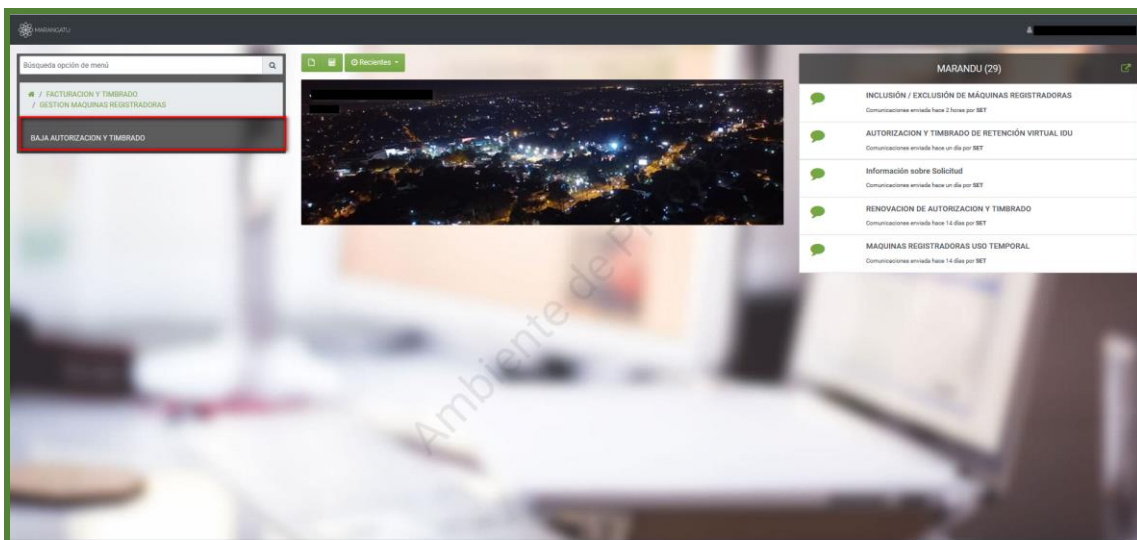 MARANGATU
Búsqueda opción de menú
/ FACTURACION Y TIMBRADO
/ GESTION MAQUINAS REGISTRADORAS
BAJA AUTORIZACION Y TIMBRADO
Recientes
MARANDU (29)
INCLUSIÓN / EXCLUSIÓN DE MÁQUINAS REGISTRADORAS
Comunicaciones enviada hace 2 horas por SET
AUTORIZACION Y TIMBRADO DE RETENCIÓN VIRTUAL IDU
Comunicaciones enviada hace un día por SET
Información sobre Solicitud
Comunicaciones enviada hace un día por SET
RENOVACION DE AUTORIZACION Y TIMBRADO
Comunicaciones enviada hace 14 días por SET
MAQUINAS REGISTRADORAS USO TEMPORAL
Comunicaciones enviada hace 14 días por SET
Ambiente de